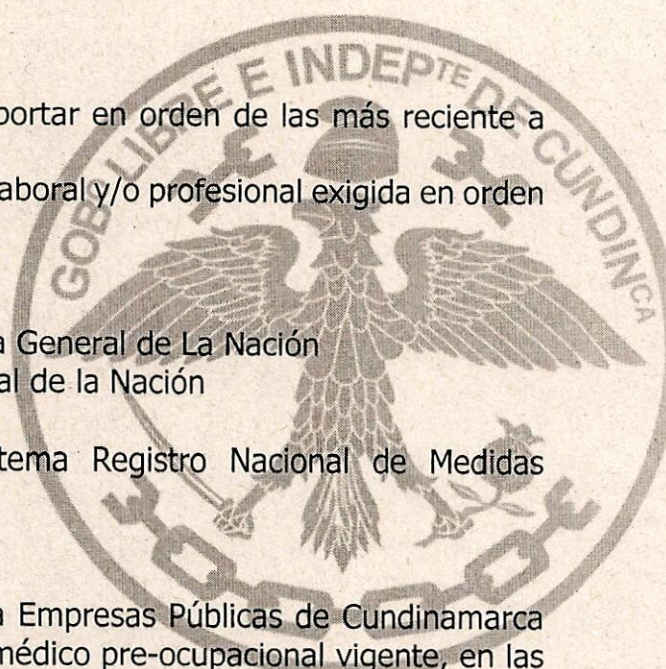 GOB. LIBRE E INDEPTE DE CUNDINCA
portar en orden de las más reciente a
laboral y/o profesional exigida en orden
a General de La Nación
al de la Nación
tema Registro Nacional de Medidas
a Empresas Públicas de Cundinamarca
médico pre-ocupacional vigente, en las